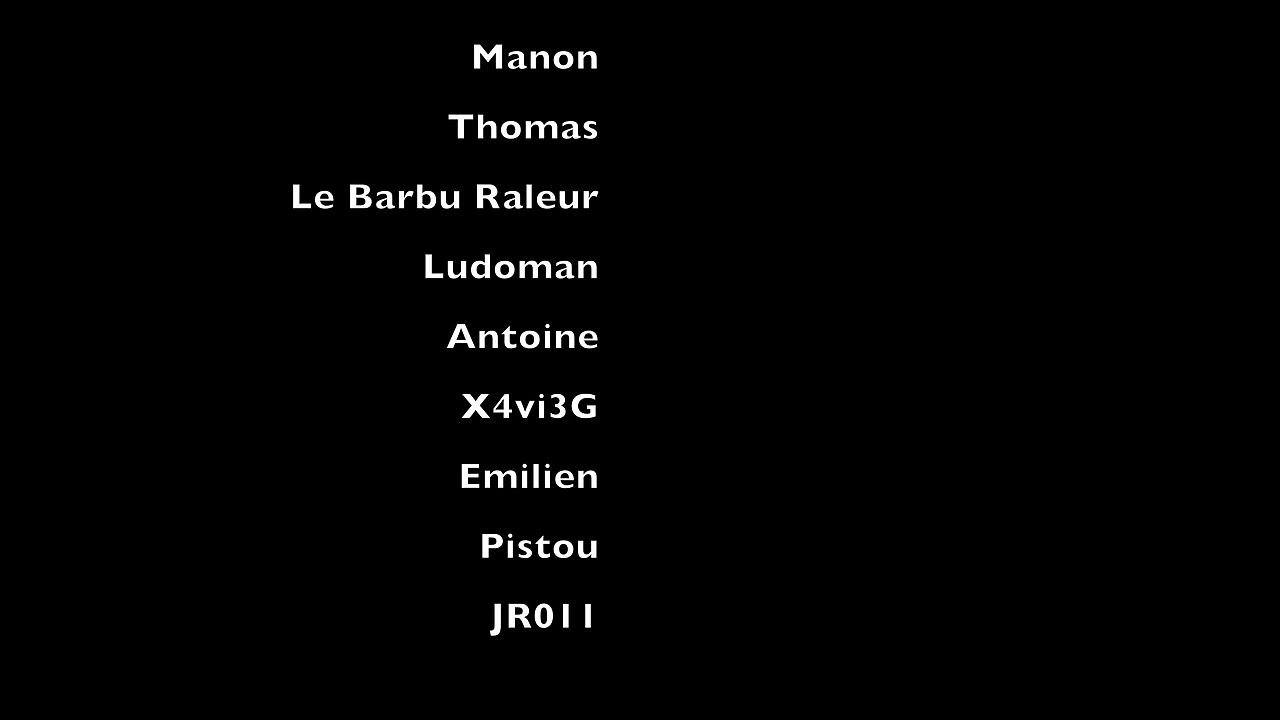 Manon
Thomas
Le Barbu Raleur
Ludoman
Antoine
X4vi3G
Emilien
Pistou
JR011